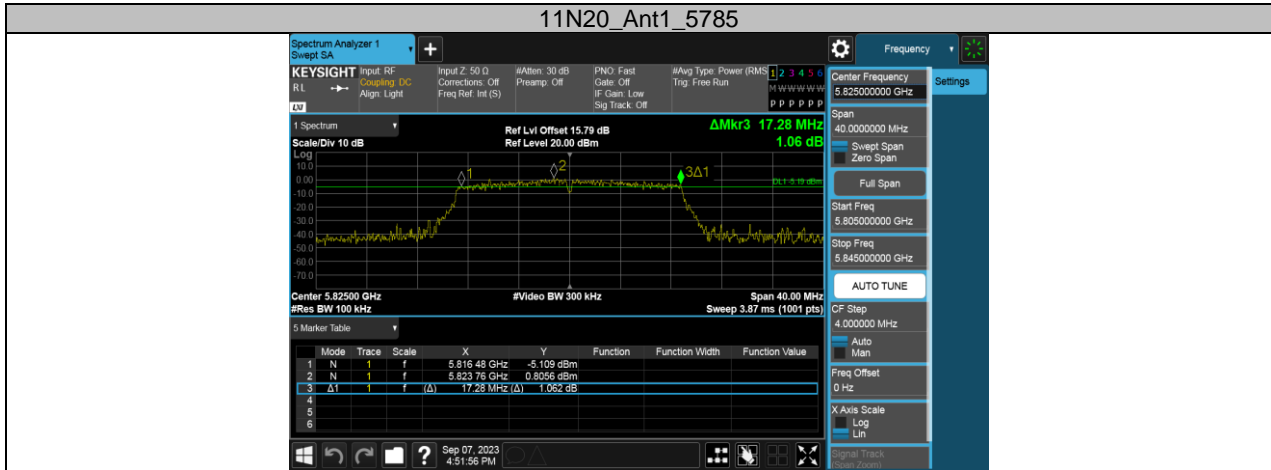 11N20_Ant1_5785
Spectrum Analyzer 1
Swept SA
+
Frequency
KEYSIGHT
R L
LXI
Input: RF
Coupling: DC
Align: Light
Input Z: 50 Ω
Corrections: Off
Freq Ref: Int (S)
#Atten: 30 dB
Preamp: Off
PNO: Fast
Gate: Off
IF Gain: Low
Sig Track: Off
#Avg Type: Power (RMS
Trig: Free Run
1 2 3 4 5 6
M W W W W W
P P P P P P
1 Spectrum
Scale/Div 10 dB
Ref Lvl Offset 15.79 dB
Ref Level 20.00 dBm
ΔMkr3 17.28 MHz
1.06 dB
Log
10.0
0.00
-10.0
-20.0
-30.0
-40.0
-50.0
-60.0
-70.0
1
2
3Δ1
DL1 -5.19 dBm
Center 5.82500 GHz
#Res BW 100 kHz
#Video BW 300 kHz
Span 40.00 MHz
Sweep 3.87 ms (1001 pts)
5 Marker Table
Mode Trace Scale X Y Function Function Width Function Value
1 N 1 f 5.816 48 GHz -5.109 dBm
2 N 1 f 5.823 76 GHz 0.8056 dBm
3 Δ1 1 f (Δ) 17.28 MHz (Δ) 1.062 dB
4
5
6
Center Frequency
5.825000000 GHz
Settings
Span
40.0000000 MHz
Swept Span
Zero Span
Full Span
Start Freq
5.805000000 GHz
Stop Freq
5.845000000 GHz
AUTO TUNE
CF Step
4.000000 MHz
Auto
Man
Freq Offset
0 Hz
X Axis Scale
Log
Lin
Signal Track
(Span Zoom)
?
Sep 07, 2023
4:51:56 PM